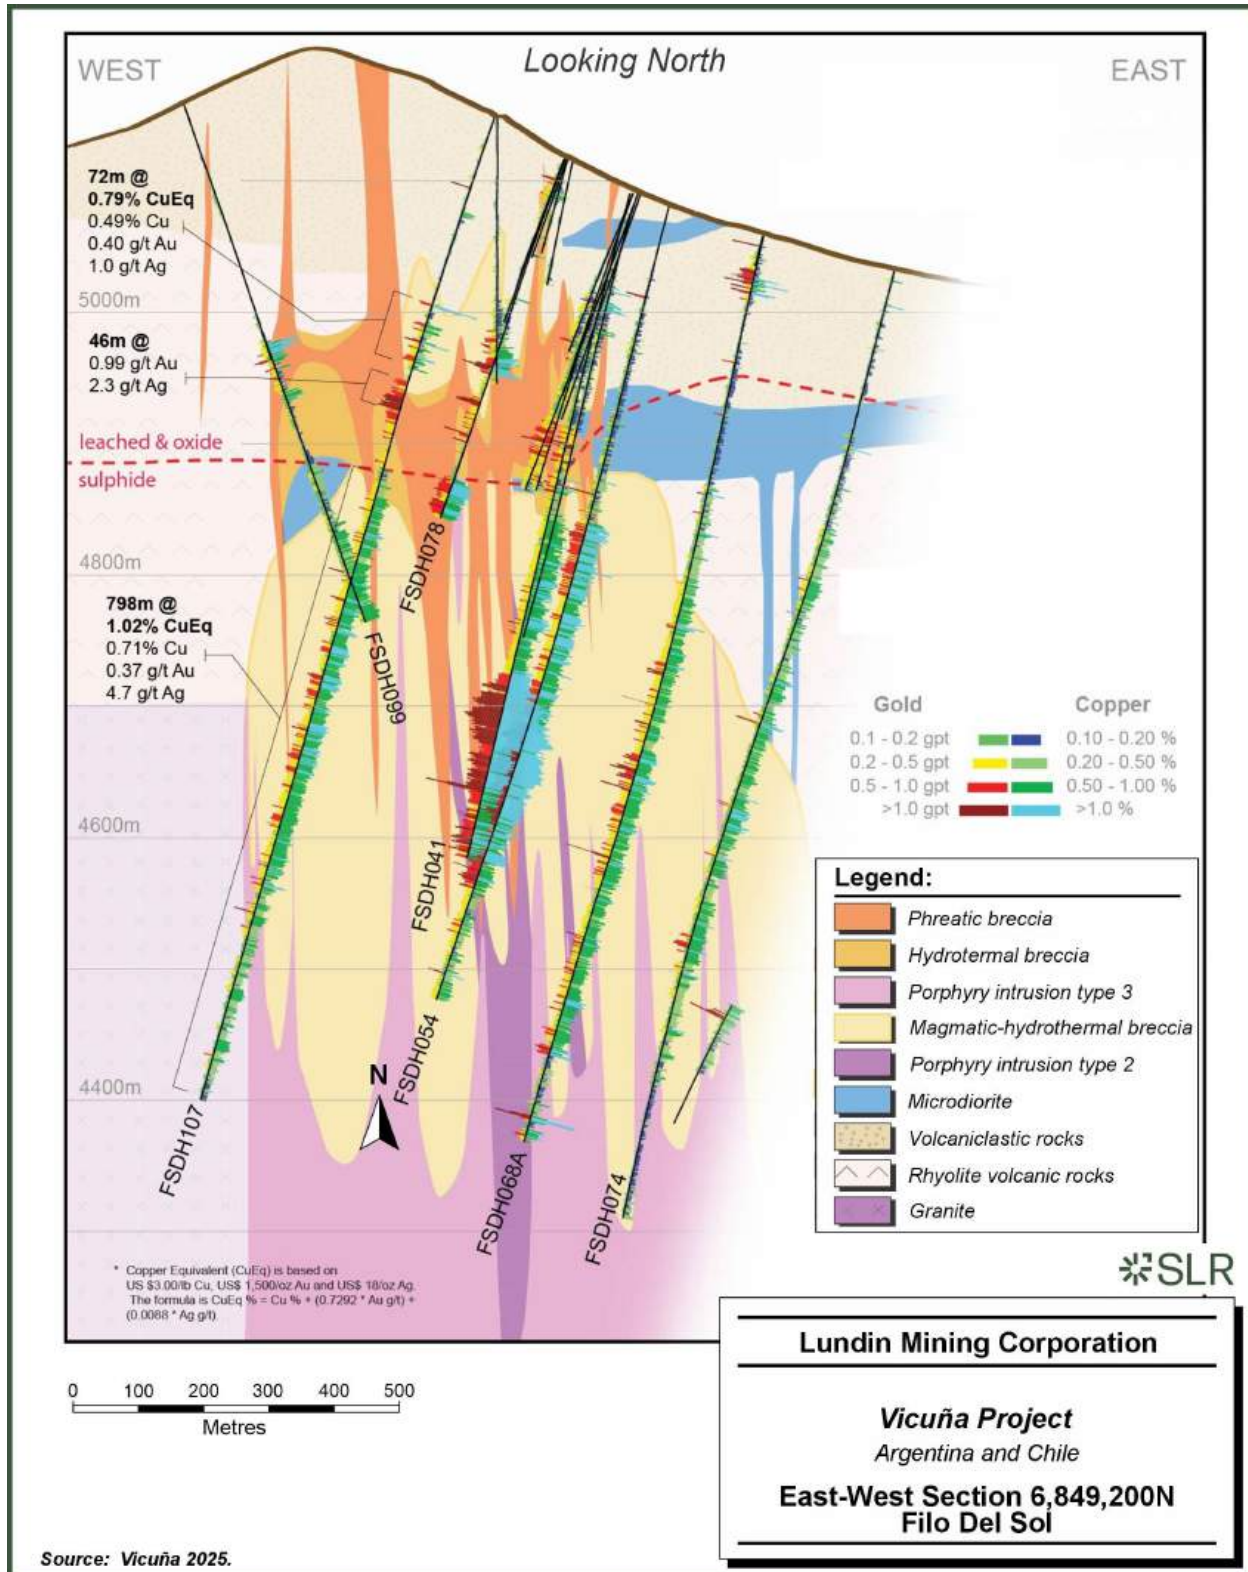 WEST
Looking North
EAST
72m @
0.79% CuEq
0.49% Cu
0.40 g/t Au
1.0 g/t Ag
5000m
46m @
0.99 g/t Au
2.3 g/t Ag
leached & oxide
sulphide
4800m
FSDH078
798m @
1.02% CuEq
0.71% Cu
0.37 g/t Au
4.7 g/t Ag
FSDH099
Gold Copper
0.1 - 0.2 gpt 0.10 - 0.20 %
0.2 - 0.5 gpt 0.20 - 0.50 %
0.5 - 1.0 gpt 0.50 - 1.00 %
>1.0 gpt >1.0 %
4600m
FSDH041
Legend:
Phreatic breccia
Hydrotermal breccia
Porphyry intrusion type 3
Magmatic-hydrothermal breccia
Porphyry intrusion type 2
Microdiorite
Volcaniclastic rocks
Rhyolite volcanic rocks
Granite
FSDH054
4400m
N
FSDH107
FSDH068A
FSDH074
* Copper Equivalent (CuEq) is based on
US $3.00/lb Cu, US$ 1,500/oz Au and US$ 18/oz Ag.
The formula is CuEq % = Cu % + (0.7292 * Au g/t) +
(0.0088 * Ag g/t)
SLR
Lundin Mining Corporation
Vicuña Project
Argentina and Chile
East-West Section 6,849,200N
Filo Del Sol
0 100 200 300 400 500
Metres
Source: Vicuña 2025.